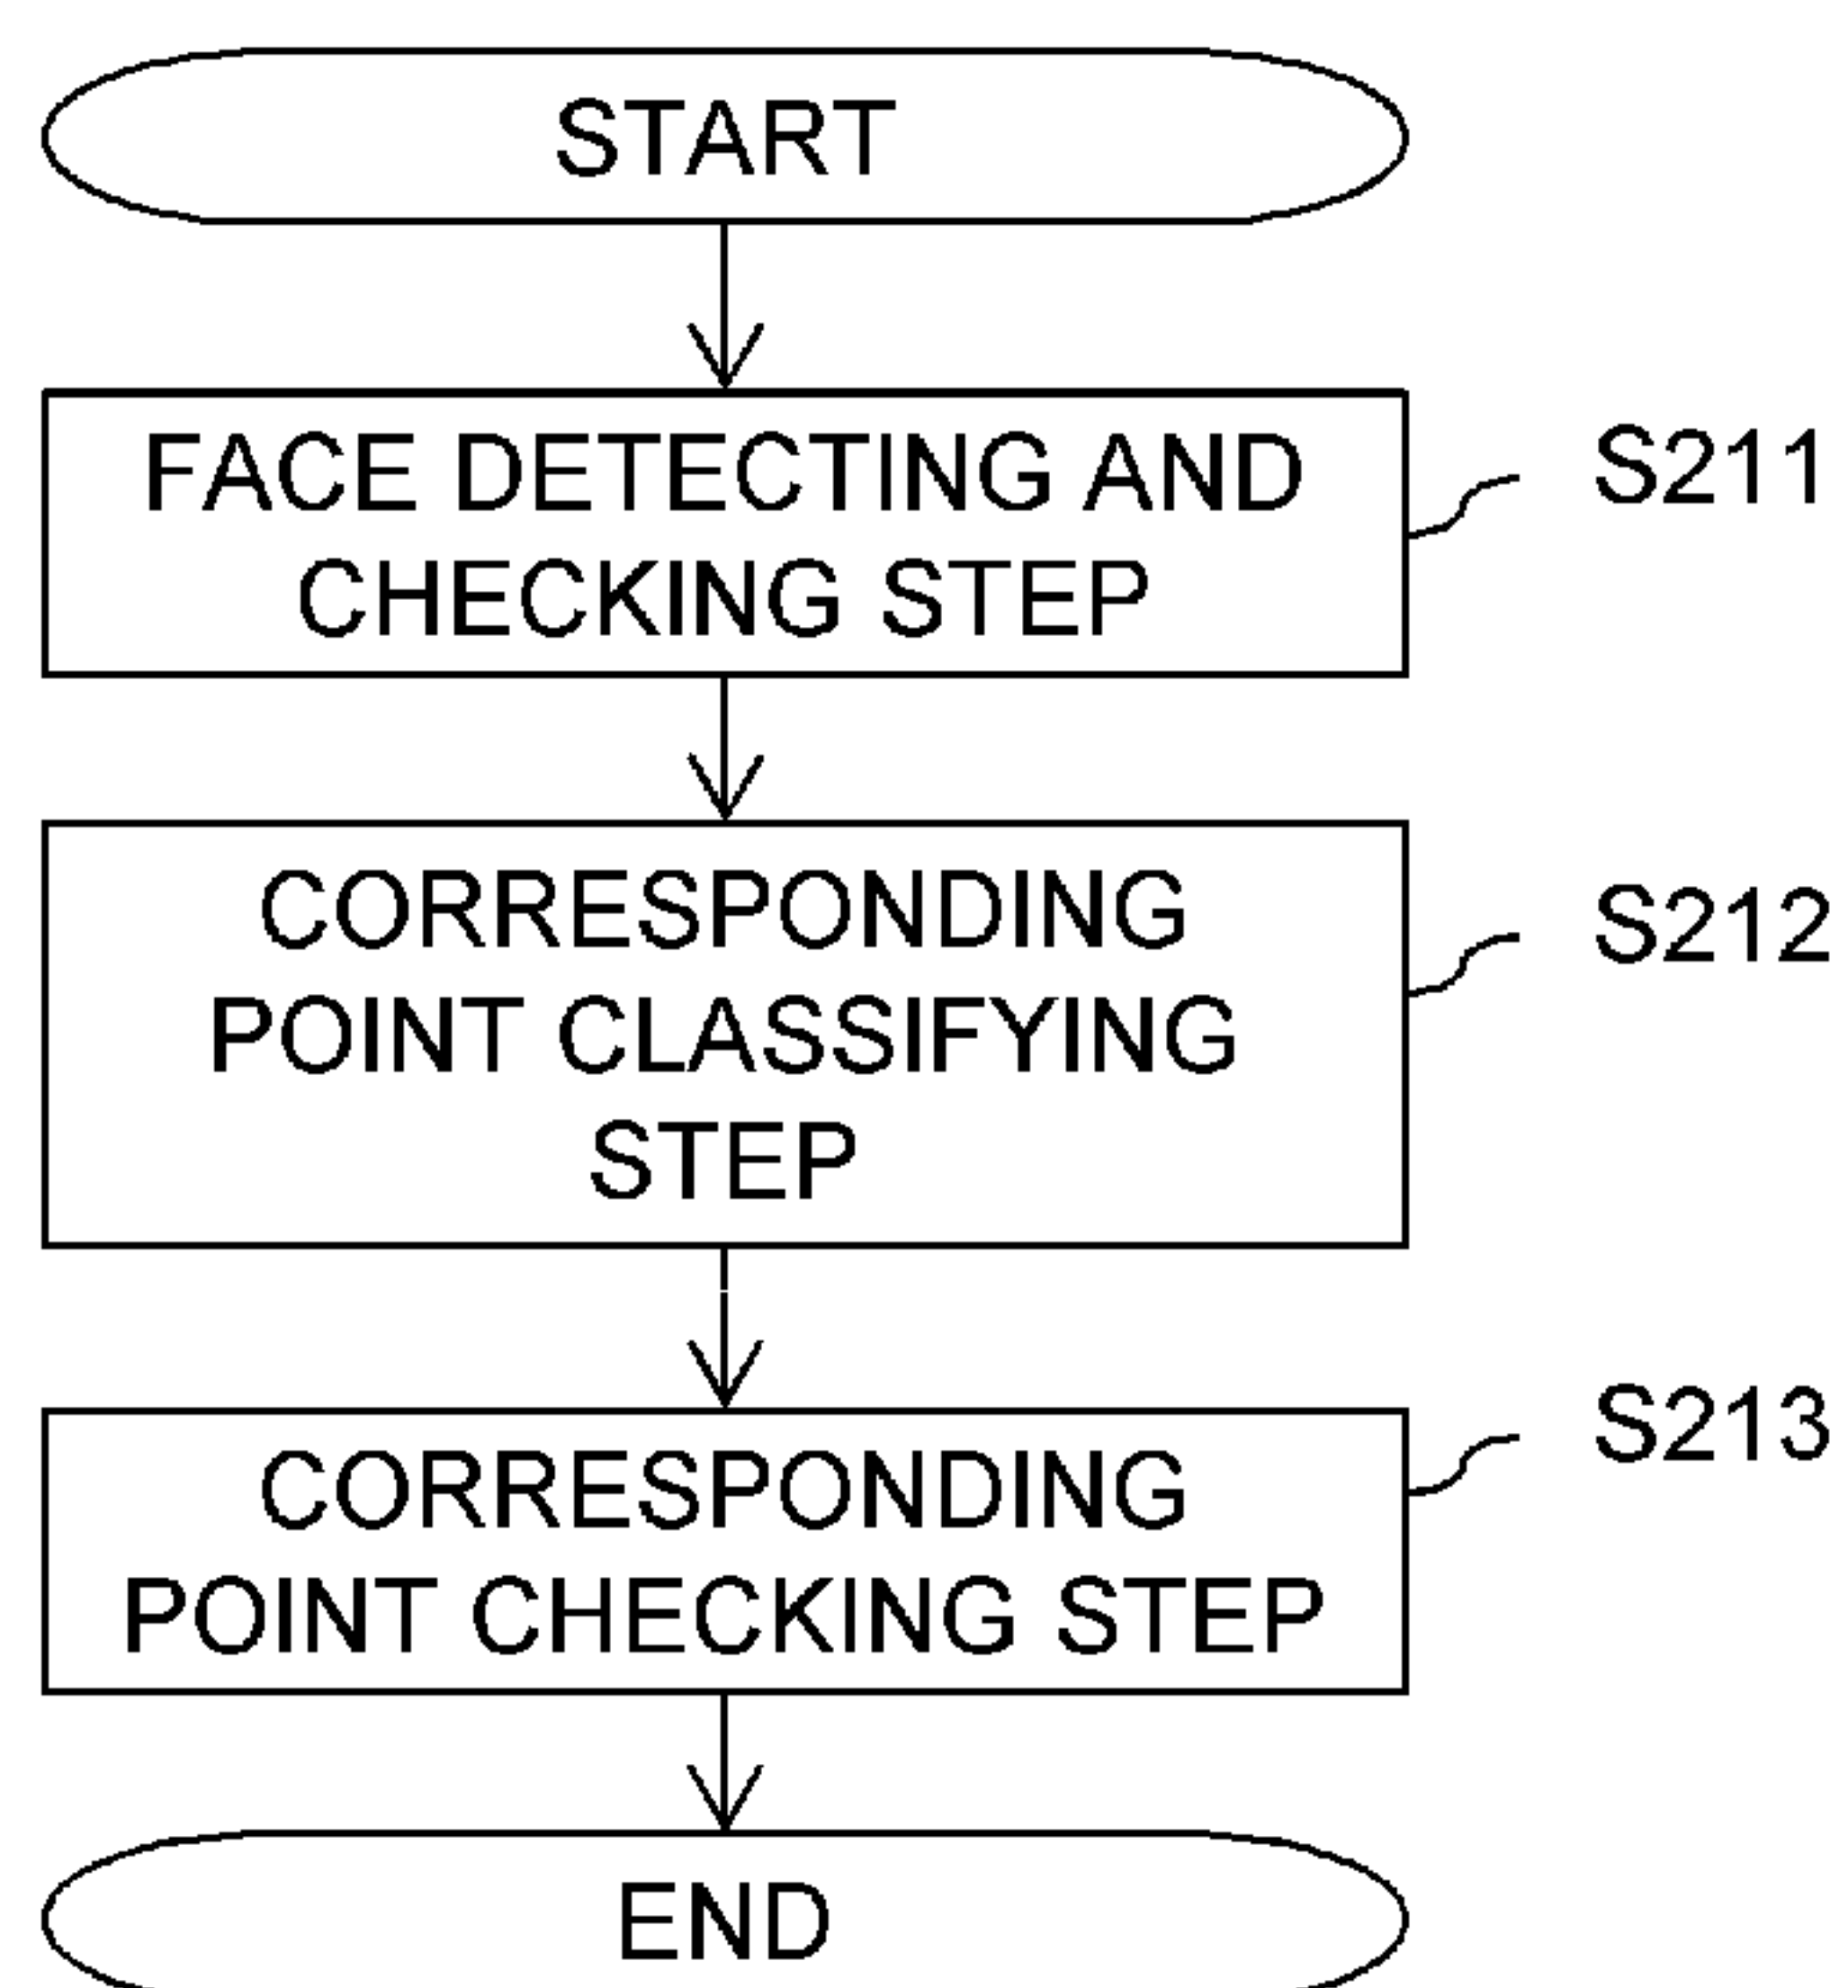 START
FACE DETECTING AND
CHECKING STEP
S211
CORRESPONDING
POINT CLASSIFYING
STEP
S212
CORRESPONDING
POINT CHECKING STEP
S213
END